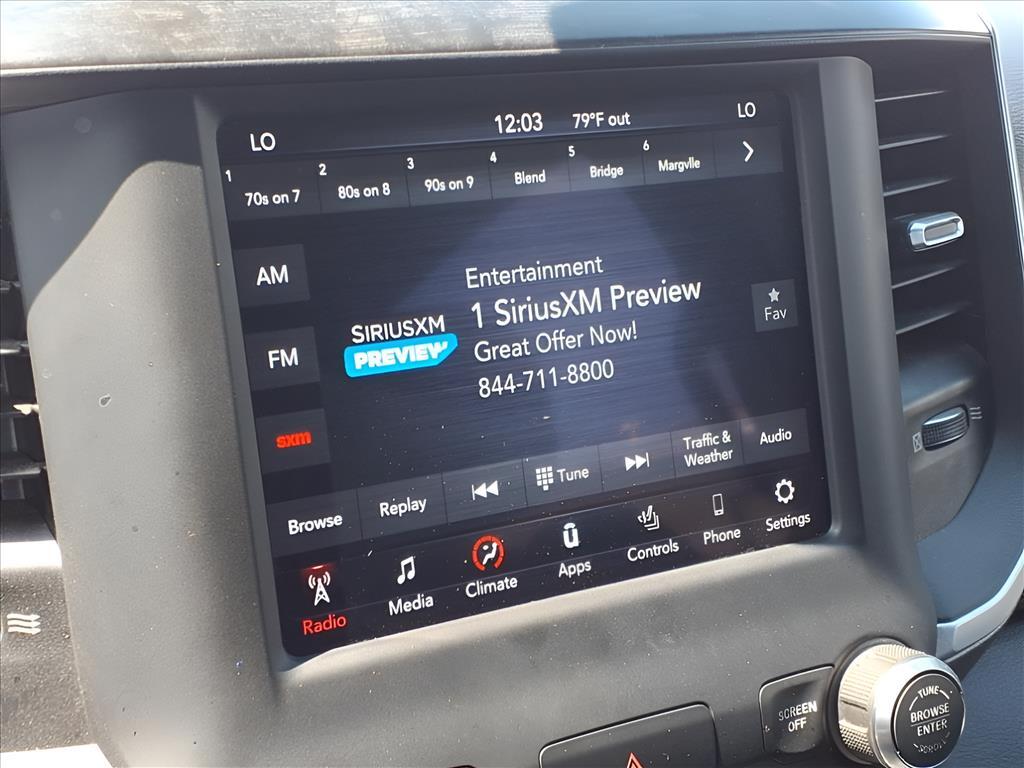 LO
12:03
79°F out
LO
1 70s on 7
2 80s on 8
3 90s on 9
4 Blend
5 Bridge
6 Margvlle
AM
FM
sxm
SIRIUSXM
PREVIEW
Entertainment
1 SiriusXM Preview
Great Offer Now!
844-711-8800
Fav
Browse
Replay
Tune
Traffic &
Weather
Audio
Radio
Media
Climate
Apps
Controls
Phone
Settings
SCREEN
OFF
TUNE
BROWSE
ENTER
SCROLL